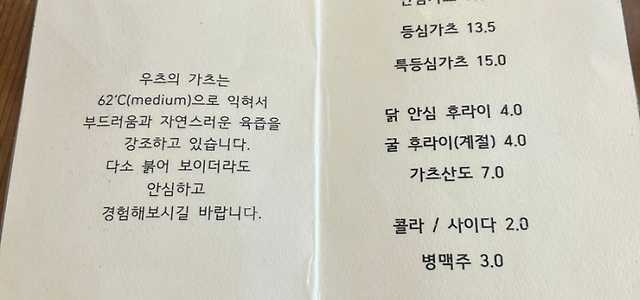 우츠의 가츠는
62℃(medium)으로 익혀서
부드러움과 자연스러운 육즙을
강조하고 있습니다.
다소 붉어 보이더라도
안심하고
경험해보시길 바랍니다.
등심가츠 13.5
특등심가츠 15.0
닭 안심 후라이 4.0
굴 후라이(계절) 4.0
가츠산도 7.0
콜라 / 사이다 2.0
병맥주 3.0